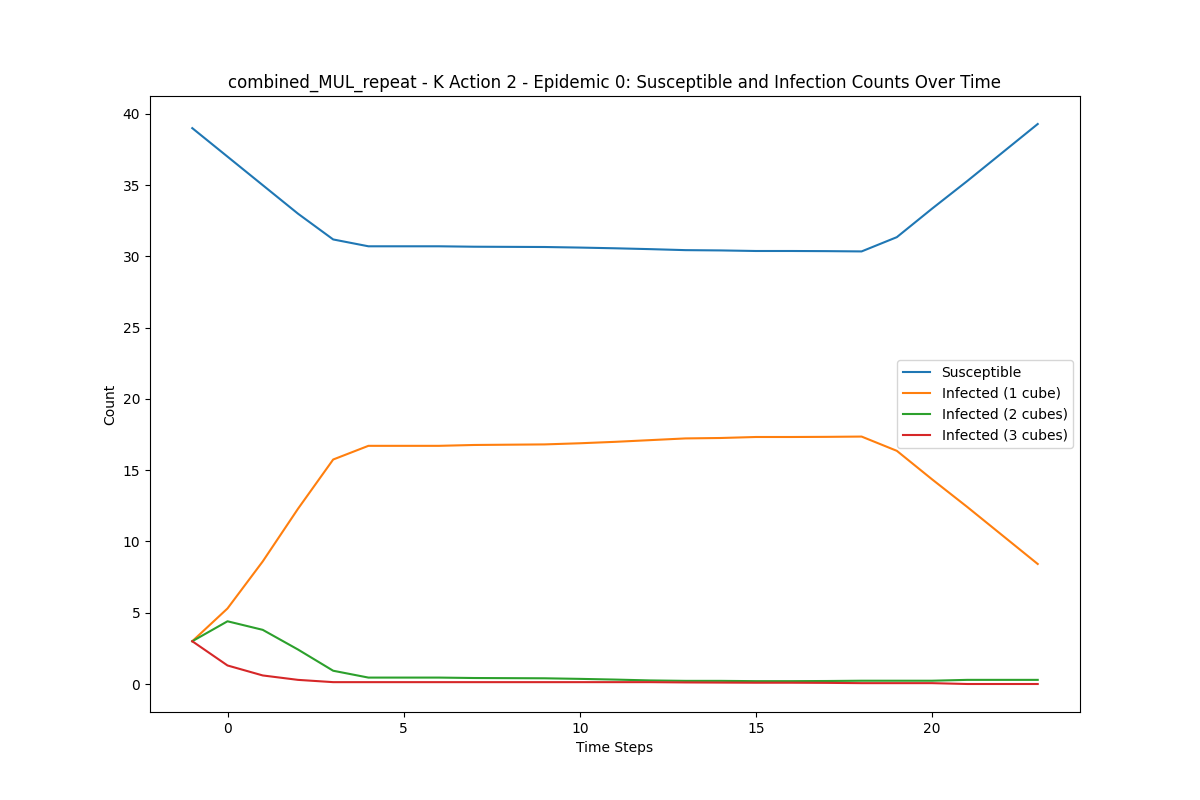 combined_MUL_repeat - K Action 2 - Epidemic 0: Susceptible and Infection Counts Over Time
40
35
30
25
20
15
10
5
0
Count
Susceptible
Infected (1 cube)
Infected (2 cubes)
Infected (3 cubes)
0 5 10 15 20
Time Steps